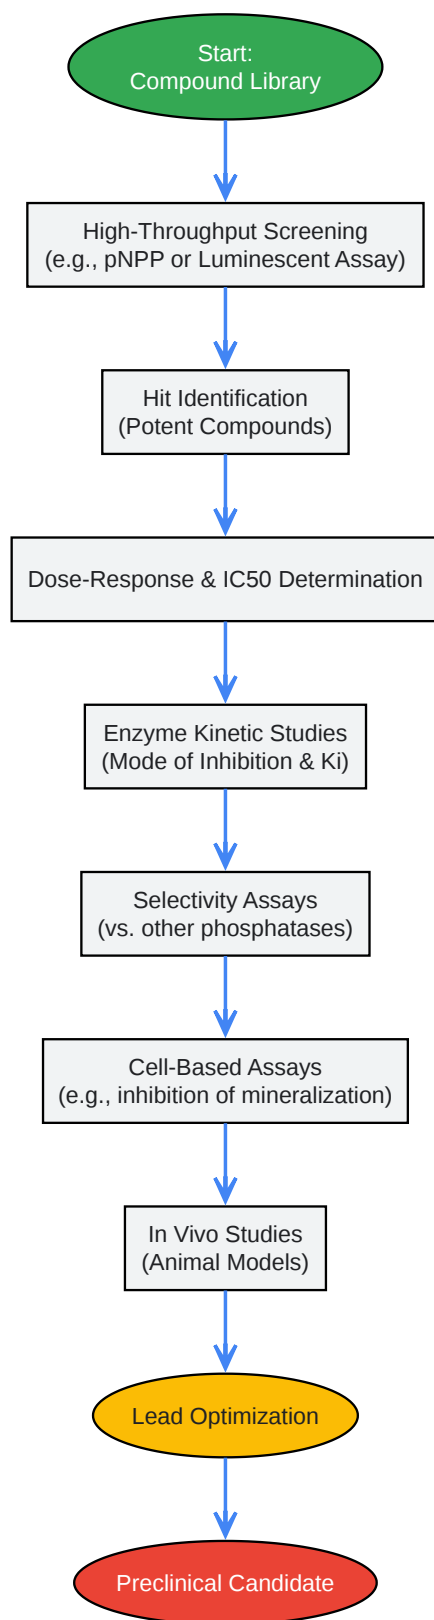 Start:
Compound Library
High-Throughput Screening
(e.g., pNPP or Luminescent Assay)
Hit Identification
(Potent Compounds)
Dose-Response & IC50 Determination
Enzyme Kinetic Studies
(Mode of Inhibition & Ki)
Selectivity Assays
(vs. other phosphatases)
Cell-Based Assays
(e.g., inhibition of mineralization)
In Vivo Studies
(Animal Models)
Lead Optimization
Preclinical Candidate